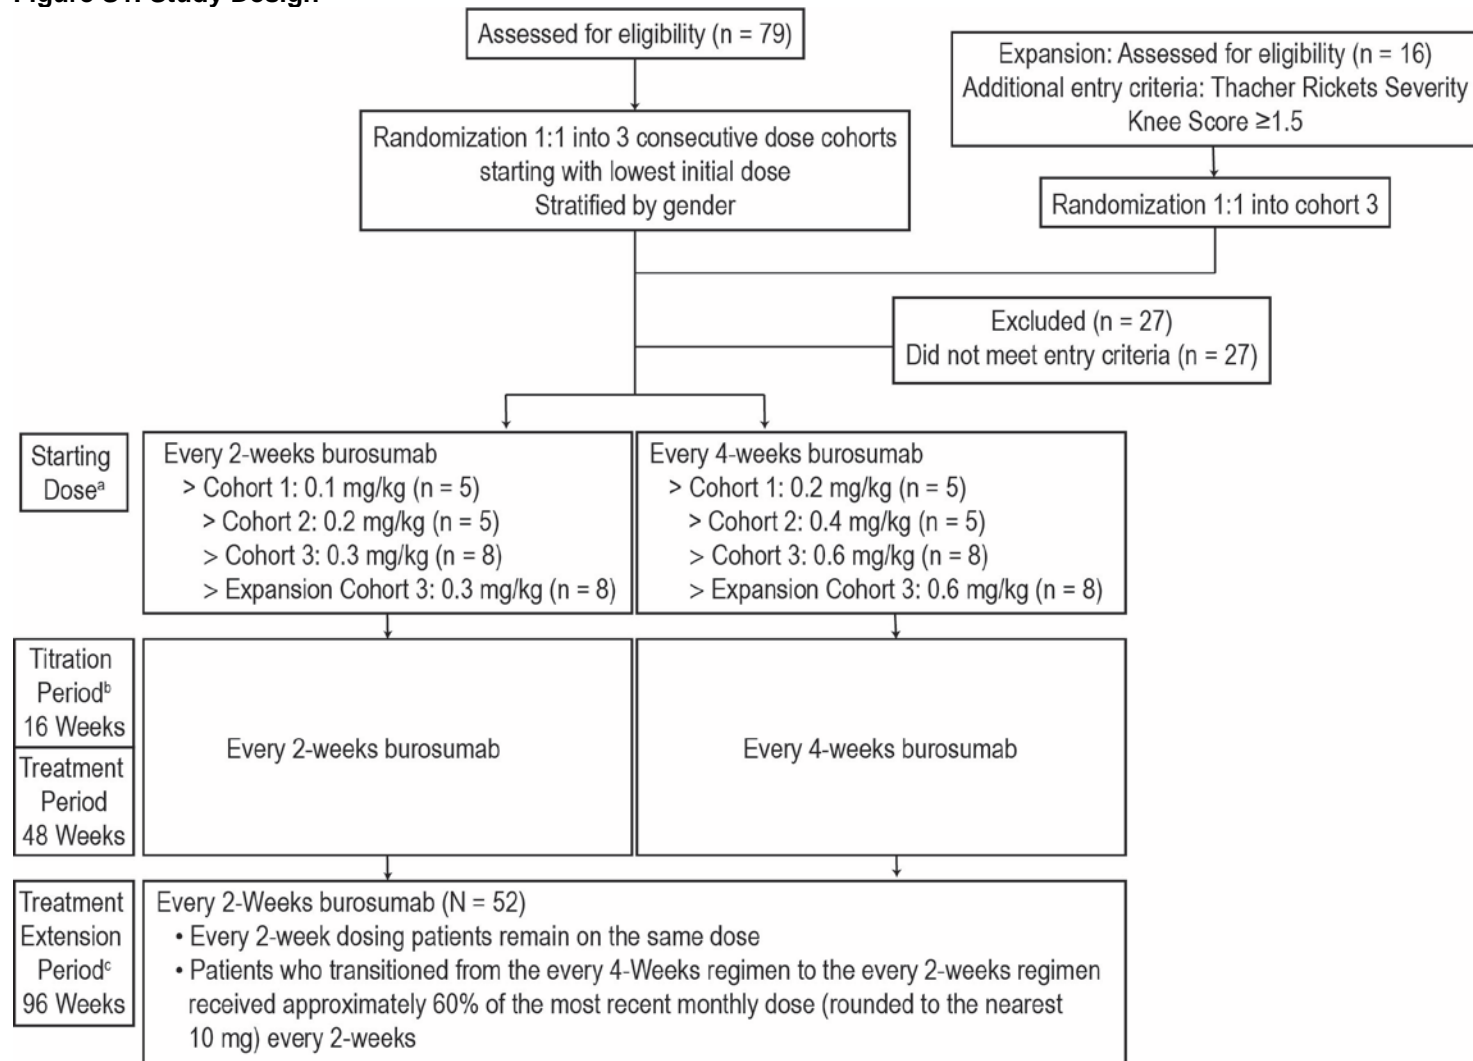 Figure S1. Study Design
Assessed for eligibility (n = 79)
Expansion: Assessed for eligibility (n = 16)
Additional entry criteria: Thacher Rickets Severity
Knee Score ≥1.5
Randomization 1:1 into 3 consecutive dose cohorts
starting with lowest initial dose
Stratified by gender
Randomization 1:1 into cohort 3
Excluded (n = 27)
Did not meet entry criteria (n = 27)
Starting
Doseᵃ
Every 2-weeks burosumab
> Cohort 1: 0.1 mg/kg (n = 5)
> Cohort 2: 0.2 mg/kg (n = 5)
> Cohort 3: 0.3 mg/kg (n = 8)
> Expansion Cohort 3: 0.3 mg/kg (n = 8)
Every 4-weeks burosumab
> Cohort 1: 0.2 mg/kg (n = 5)
> Cohort 2: 0.4 mg/kg (n = 5)
> Cohort 3: 0.6 mg/kg (n = 8)
> Expansion Cohort 3: 0.6 mg/kg (n = 8)
Titration
Periodᵇ
16 Weeks
Treatment
Period
48 Weeks
Every 2-weeks burosumab
Every 4-weeks burosumab
Treatment
Extension
Periodᶜ
96 Weeks
Every 2-Weeks burosumab (N = 52)
• Every 2-week dosing patients remain on the same dose
• Patients who transitioned from the every 4-Weeks regimen to the every 2-weeks regimen
received approximately 60% of the most recent monthly dose (rounded to the nearest
10 mg) every 2-weeks